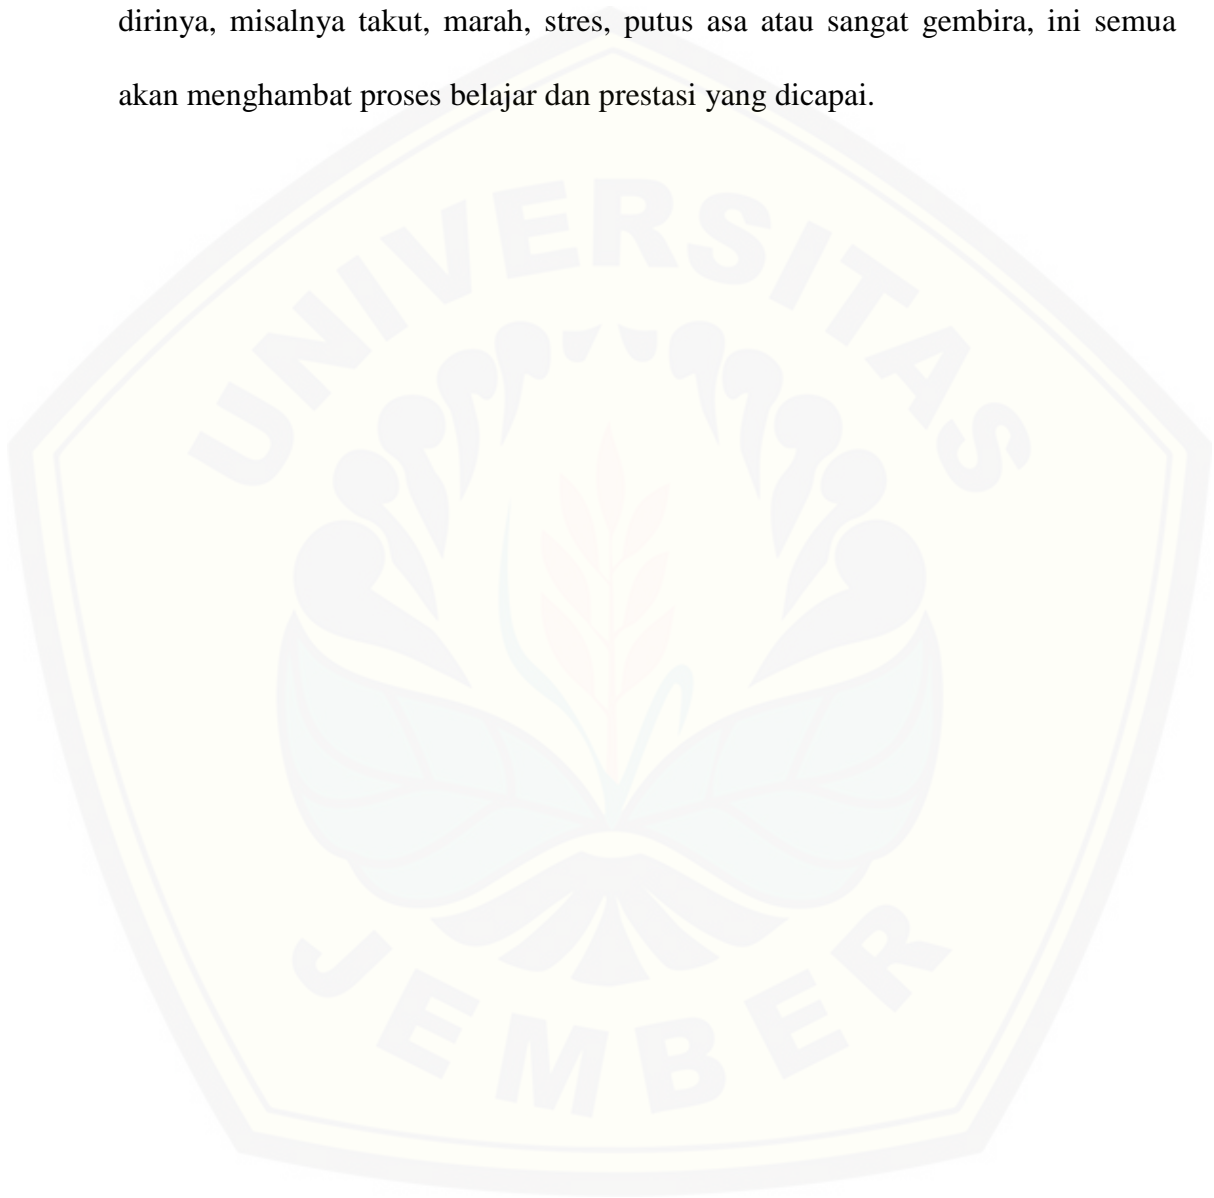 dirinya, misalnya takut, marah, stres, putus asa atau sangat gembira, ini semua
akan menghambat proses belajar dan prestasi yang dicapai.
UNIVERSITAS
JEMBER